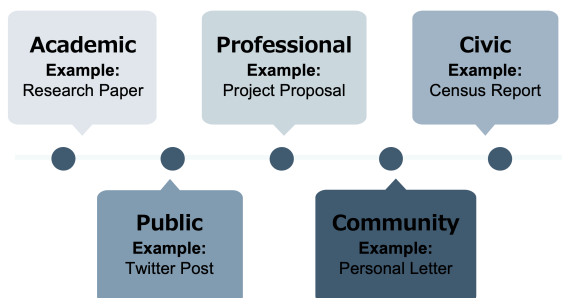 Academic
Example:
Research Paper
Professional
Example:
Project Proposal
Civic
Example:
Census Report
Public
Example:
Twitter Post
Community
Example:
Personal Letter